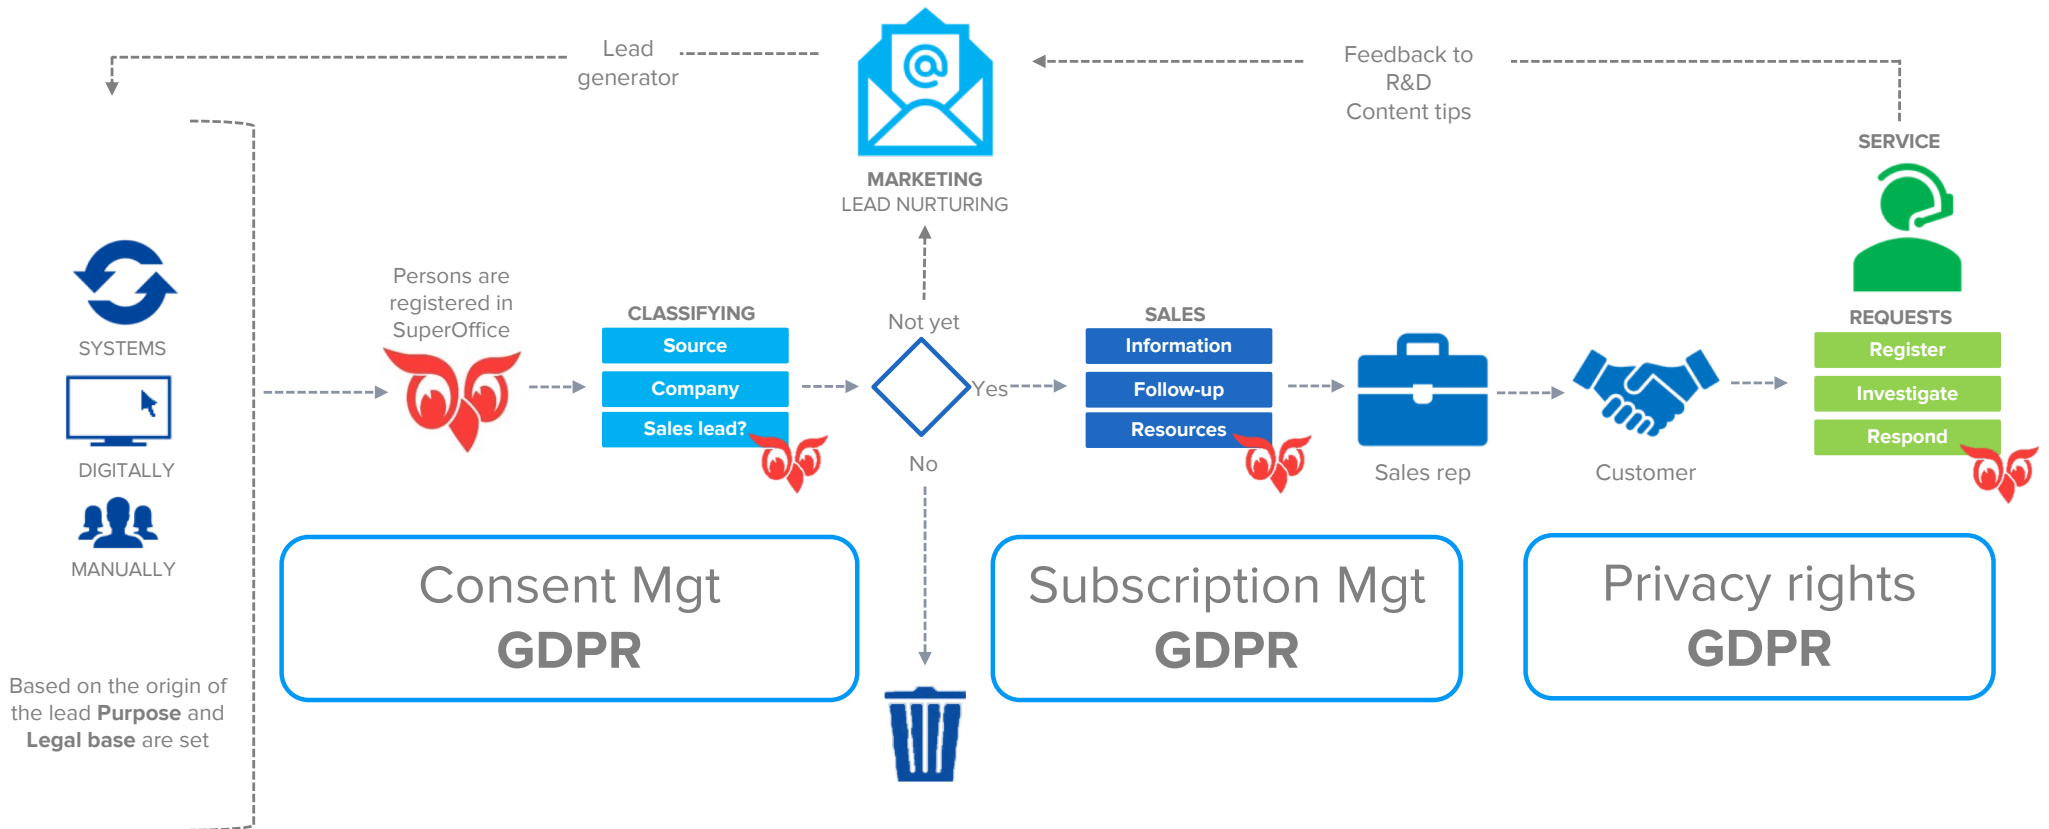 Lead
generator
Feedback to
R&D
Content tips
SERVICE
MARKETING
LEAD NURTURING
Persons are
registered in
SuperOffice
SYSTEMS
DIGITALLY
MANUALLY
CLASSIFYING
Source
Company
Sales lead?
Not yet
Yes
No
SALES
Information
Follow-up
Resources
Sales rep
Customer
REQUESTS
Register
Investigate
Respond
Consent Mgt
GDPR
Subscription Mgt
GDPR
Privacy rights
GDPR
Based on the origin of
the lead Purpose and
Legal base are set